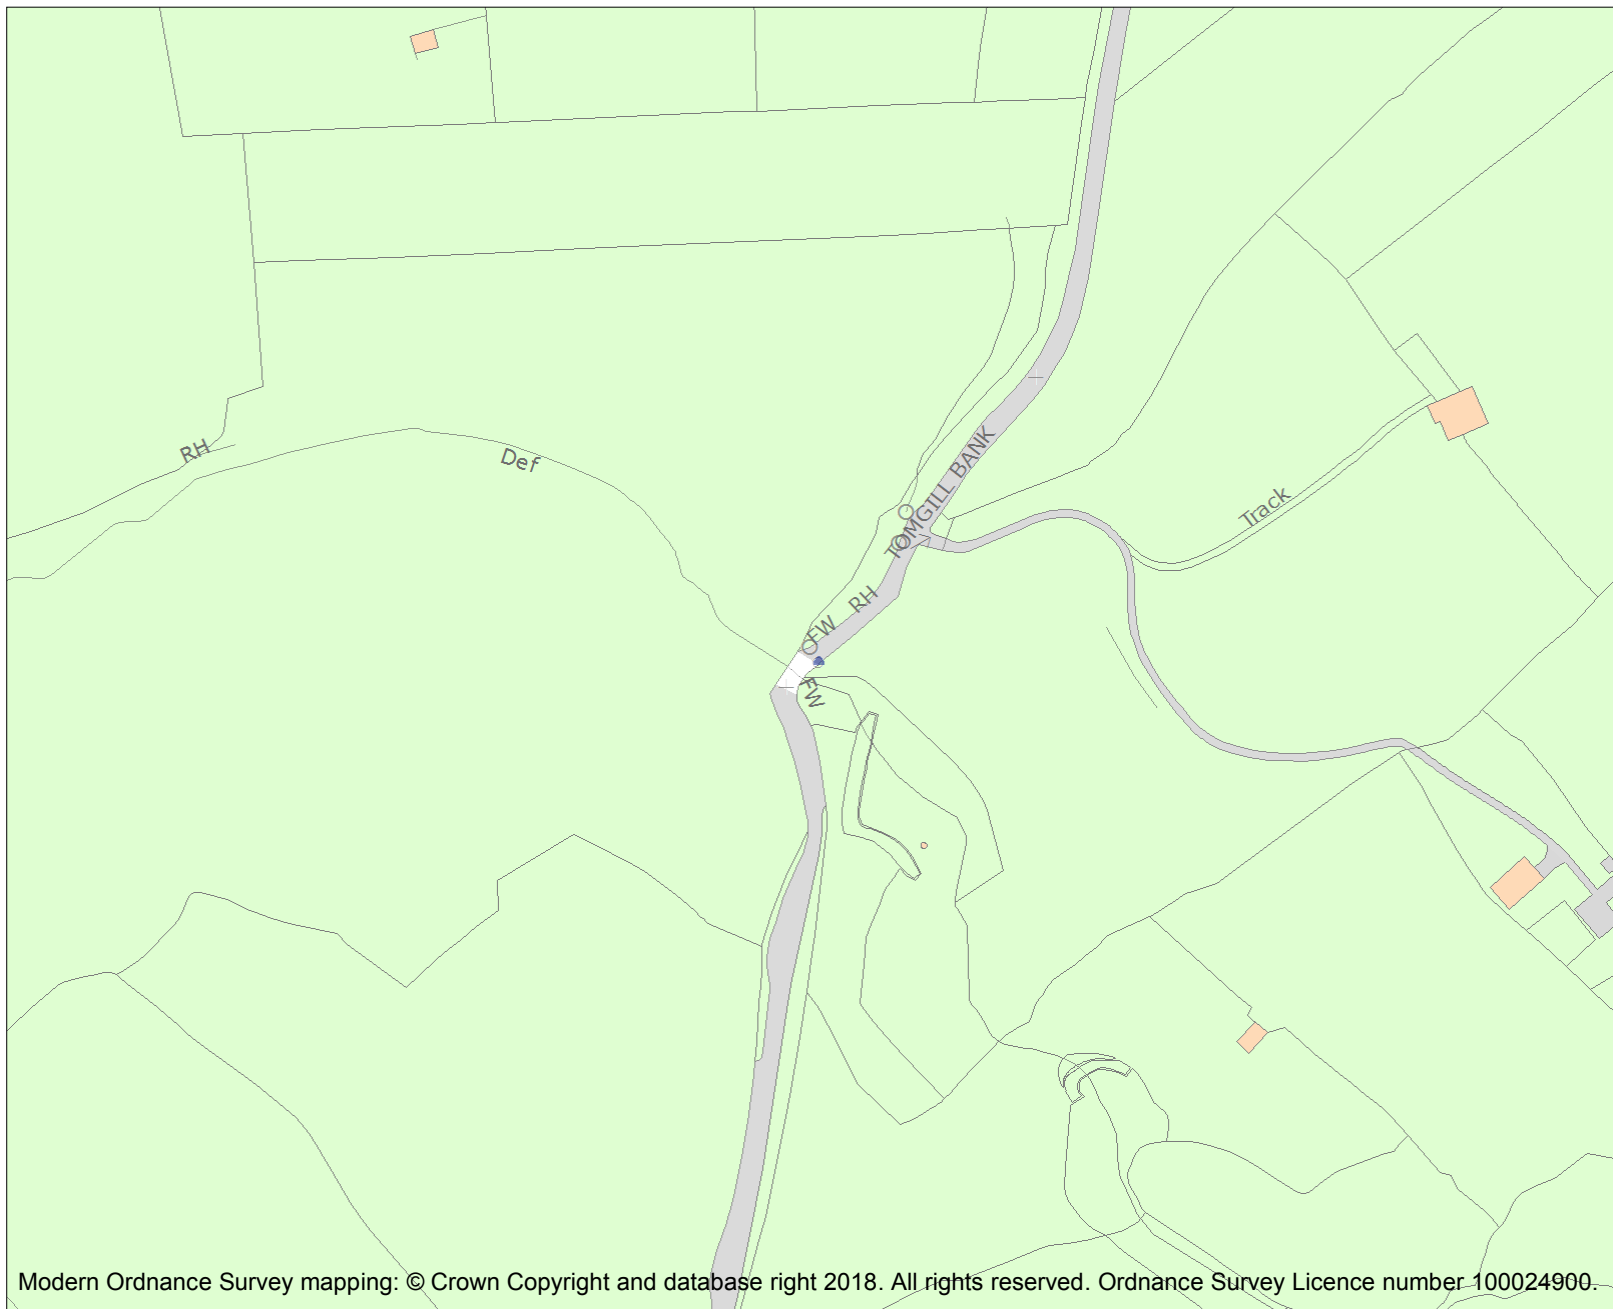 RH
Def
TOMGILL BANK
Track
RH
FW
FW
Modern Ordnance Survey mapping: © Crown Copyright and database right 2018. All rights reserved. Ordnance Survey Licence number 100024900.